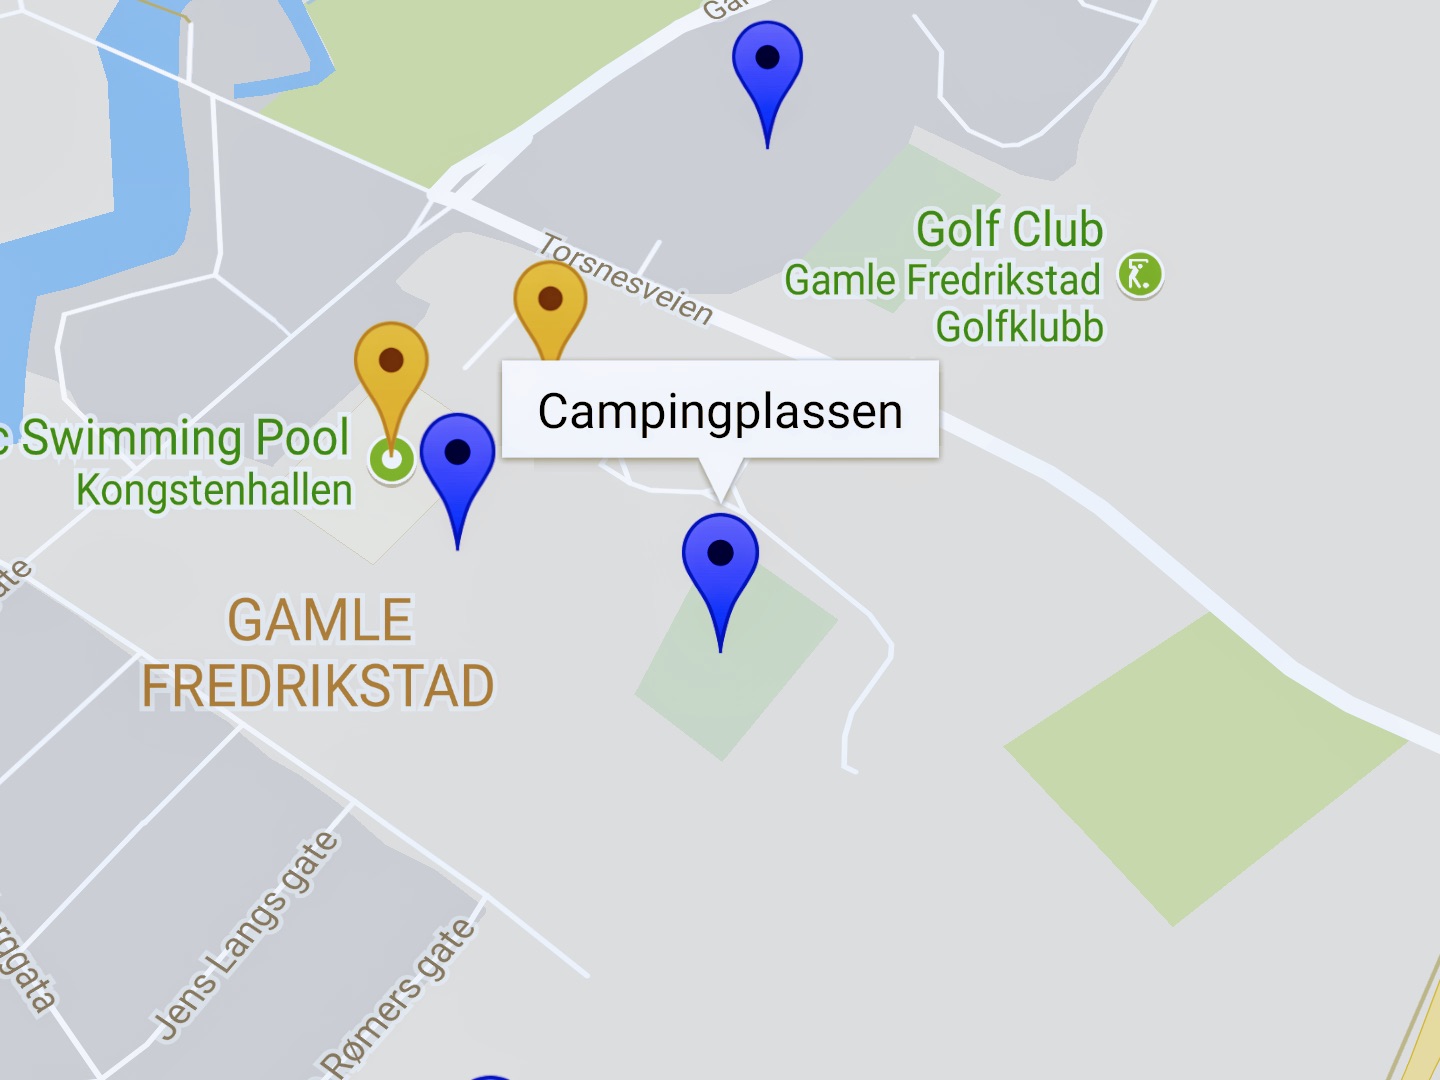 Torsnesveien
Golf Club
Gamle Fredrikstad
Golfklubb
Campingplassen
Swimming Pool
Kongstenhallen
GAMLE
FREDRIKSTAD
Jens Langs gate
Rømers gate